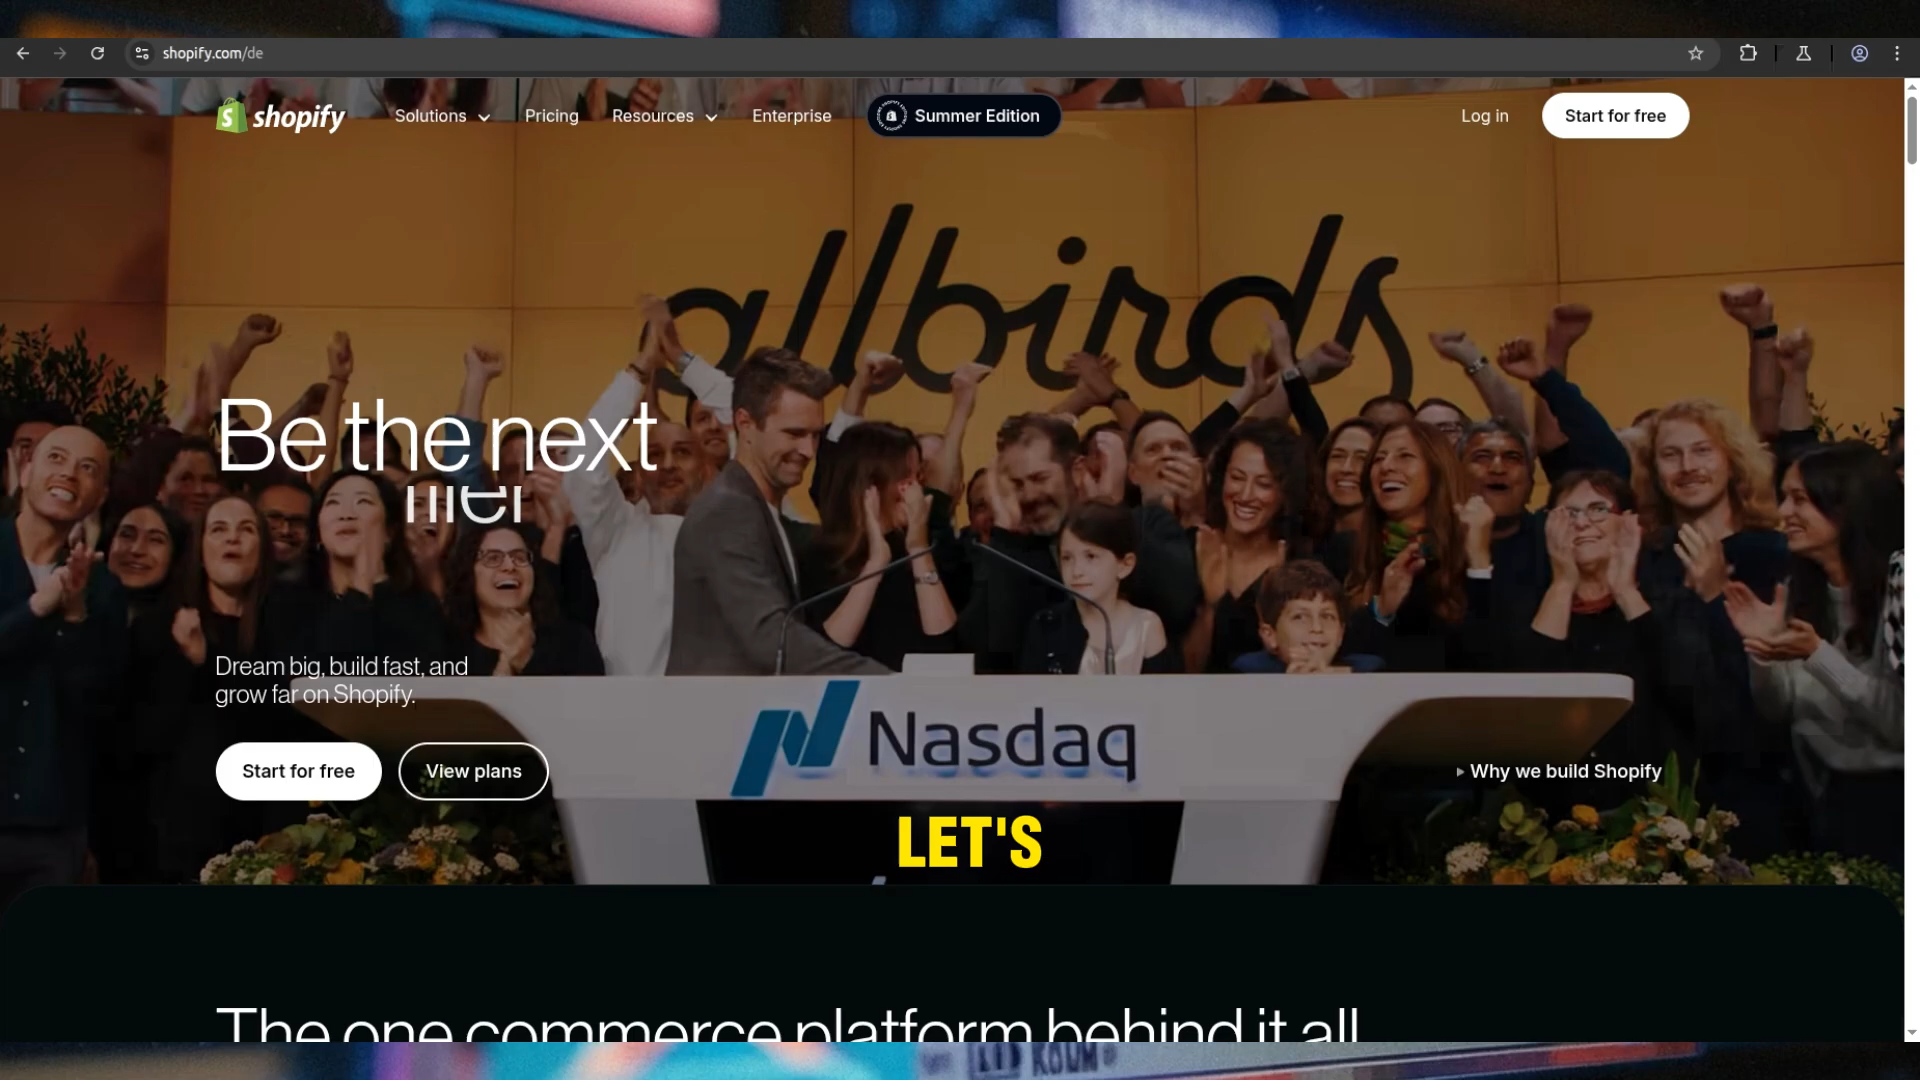 shopify.com/de
shopify
Solutions
Pricing
Resources
Enterprise
Summer Edition
Log in
Start for free
allbirds
Be the next
Dream big, build fast, and
grow far on Shopify.
Nasdaq
Start for free
View plans
Why we build Shopify
LET'S
The one commerce platform behind it all